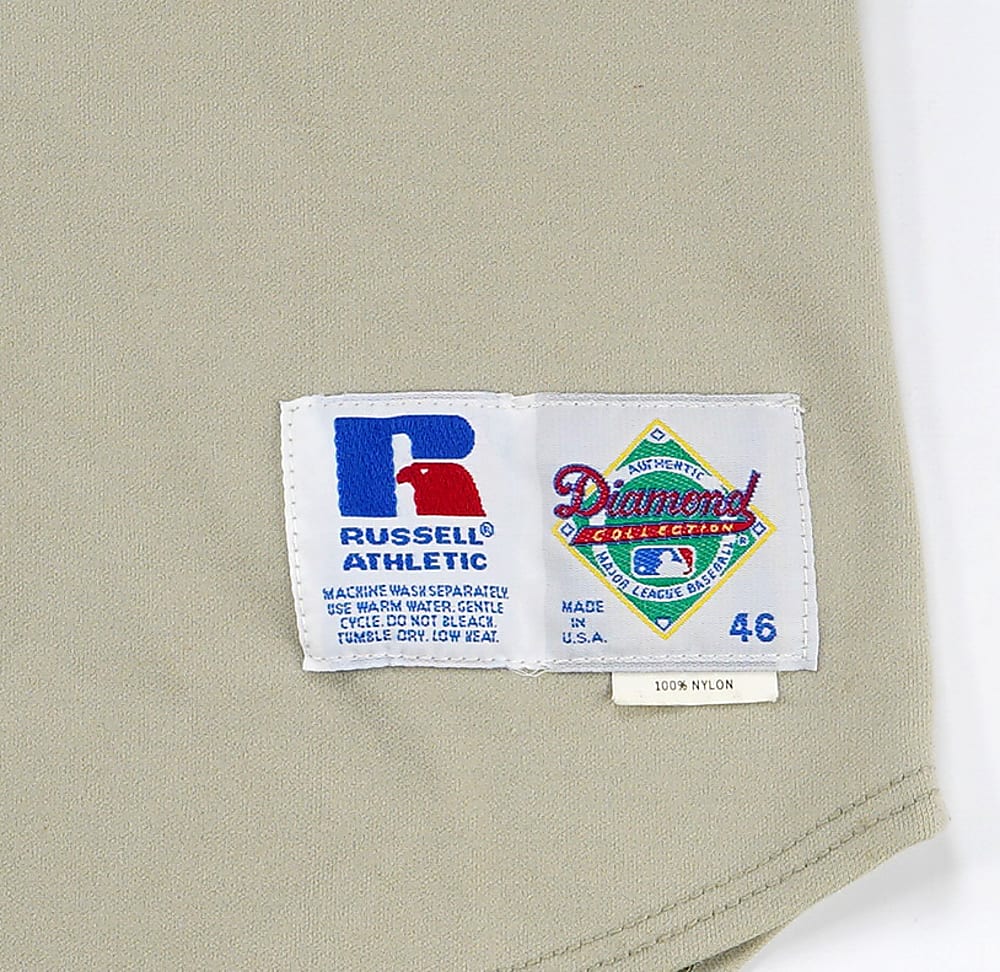 RUSSELL®
ATHLETIC
MACHINE WASH SEPARATELY.
USE WARM WATER. GENTLE
CYCLE. DO NOT BLEACH.
TUMBLE DRY. LOW HEAT.
AUTHENTIC
Diamond
COLLECTION
MAJOR LEAGUE BASEBALL®
MADE
IN
U.S.A.
46
100% NYLON